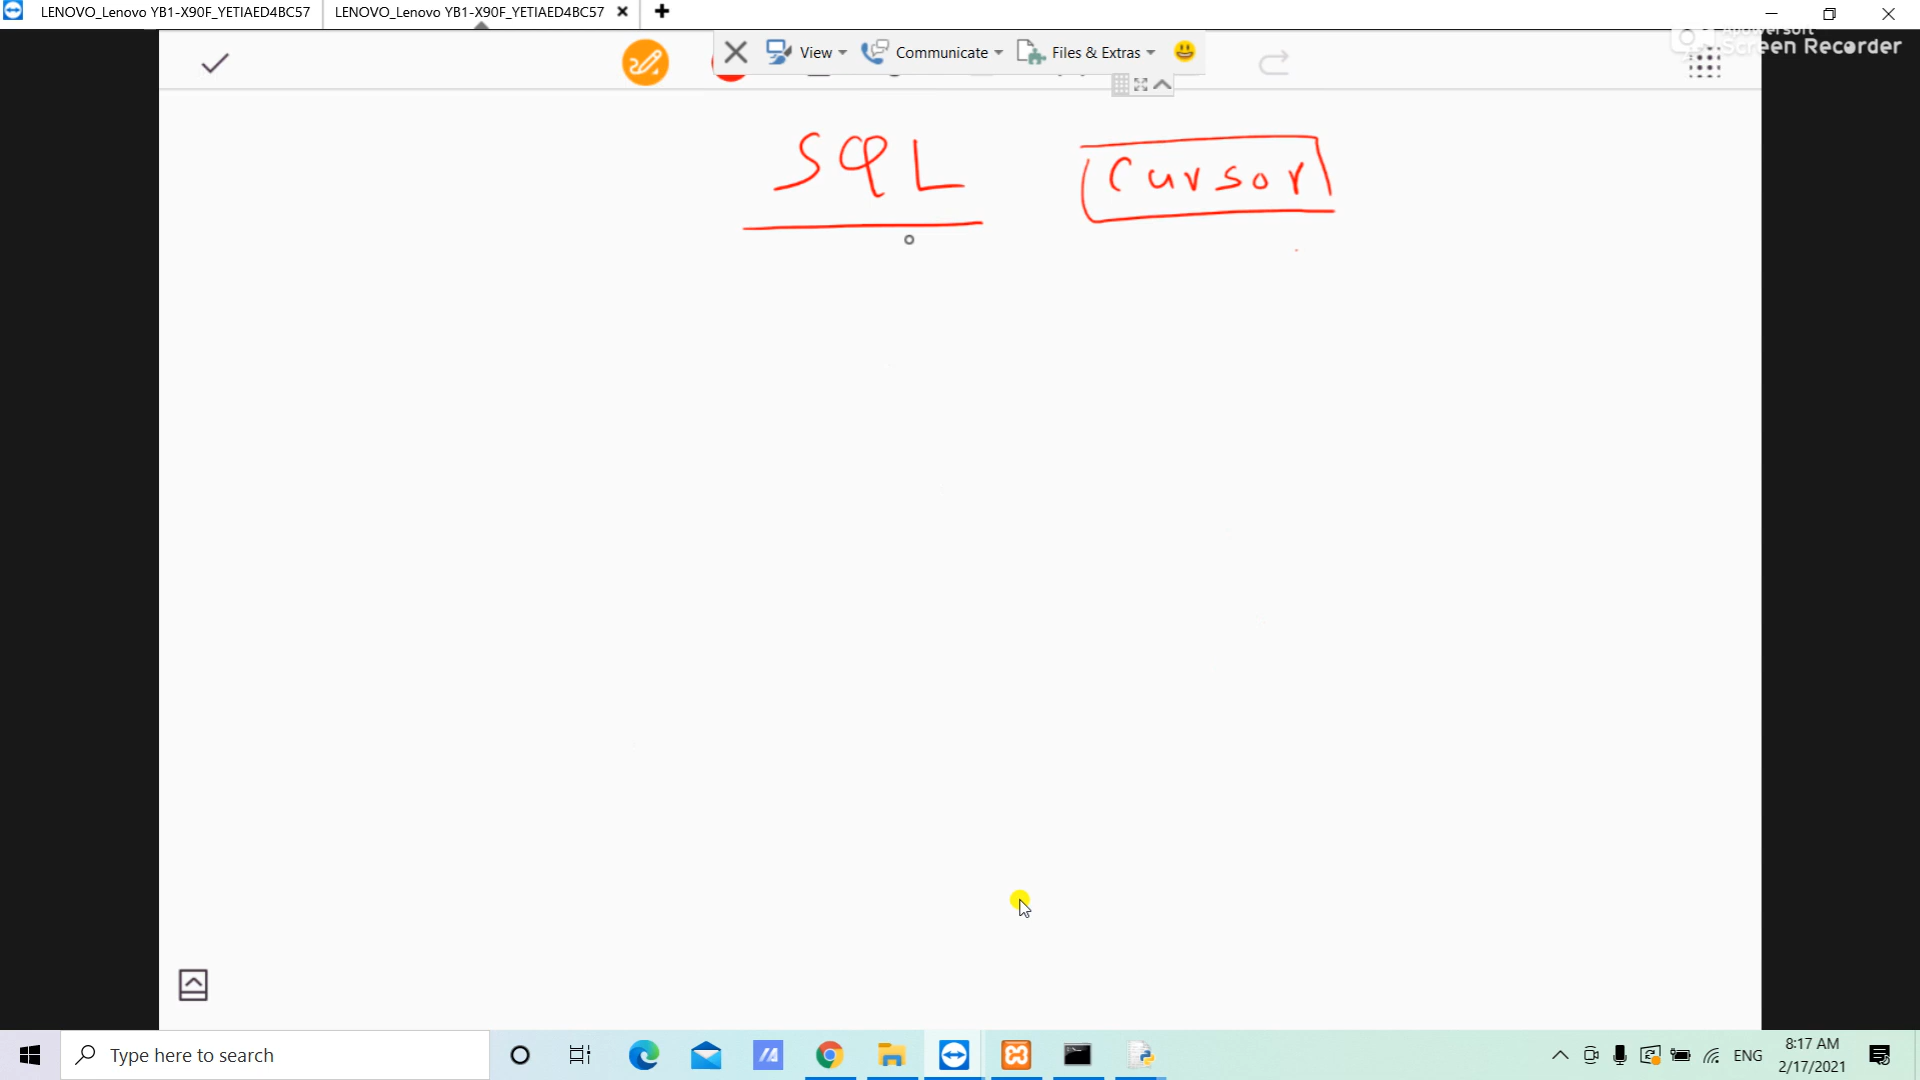 LENOVO_Lenovo YB1-X90F_YETIAED4BC57 LENOVO_Lenovo YB1-X90F_YETIAED4BC57
View Communicate Files & Extras
Screen Recorder
SQL Cursor
Type here to search
ENG
8:17 AM
2/17/2021